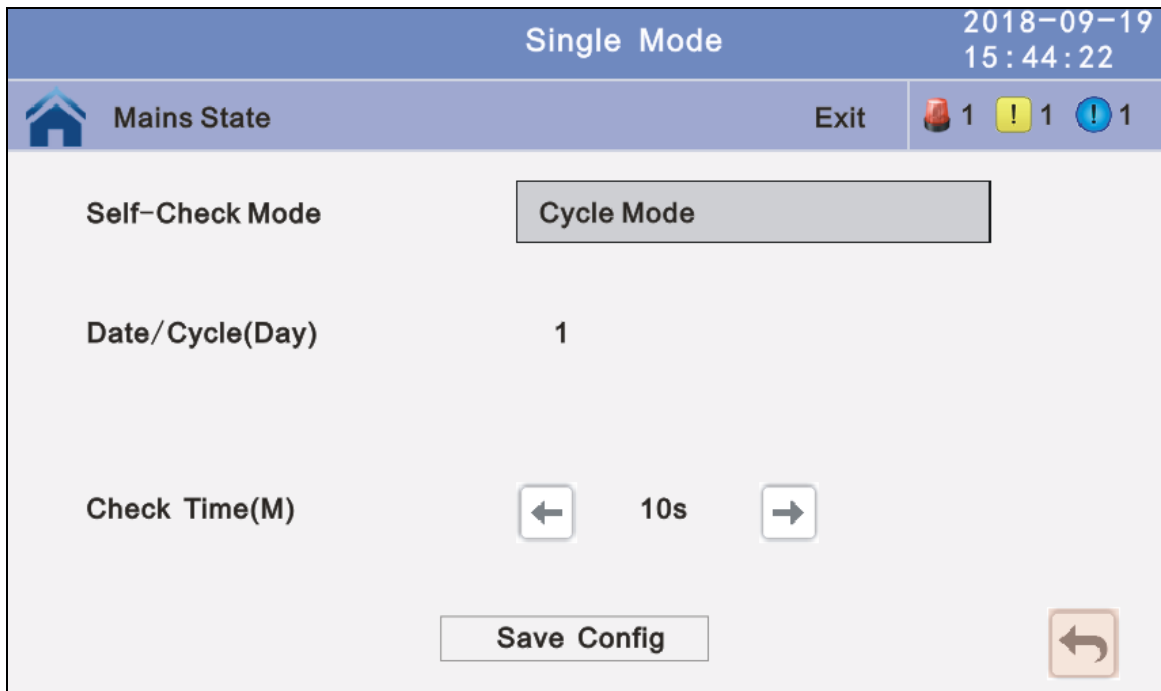 Single Mode
2018-09-19
15:44:22
Mains State Exit 1 ! 1 ! 1
Self-Check Mode Cycle Mode
Date/Cycle(Day) 1
Check Time(M) 10s
Save Config